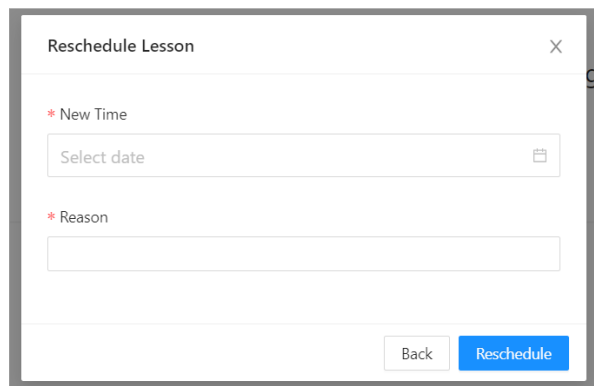 Reschedule Lesson
* New Time
Select date
* Reason
Back Reschedule